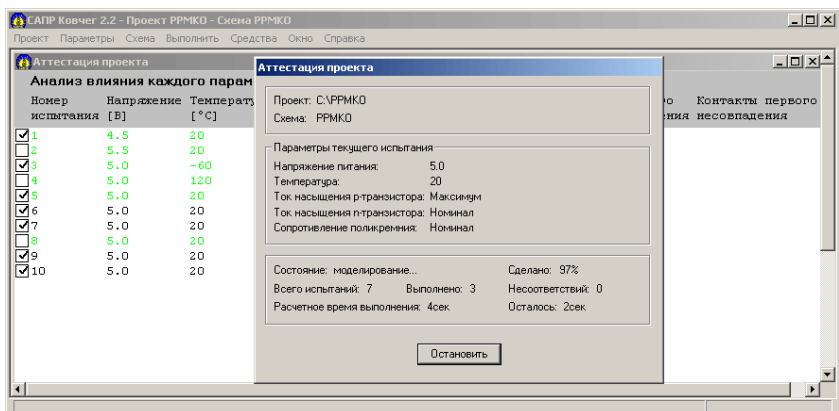 САПР Ковчег 2.2 - Проект PPMKO - Схема PPMKO
Проект Параметры Схема Выполнить Средства Окно Справка
Аттестация проекта
Анализ влияния каждого парам
Номер Напряжение Температу
испытания [В] [°C]
1 4.5 20
2 5.5 20
3 5.0 -60
4 5.0 120
5 5.0 20
6 5.0 20
7 5.0 20
8 5.0 20
9 5.0 20
10 5.0 20
Контакты первого
ния несовпадения
Аттестация проекта
Проект: C:\PPMKO
Схема: PPMKO
Параметры текущего испытания
Напряжение питания: 5.0
Температура: 20
Ток насыщения p-транзистора: Максимум
Ток насыщения n-транзистора: Номинал
Сопротивление поликремния: Номинал
Состояние: моделирование... Сделано: 97%
Всего испытаний: 7 Выполнено: 3 Несоответствий: 0
Расчетное время выполнения: 4сек Осталось: 2сек
Остановить